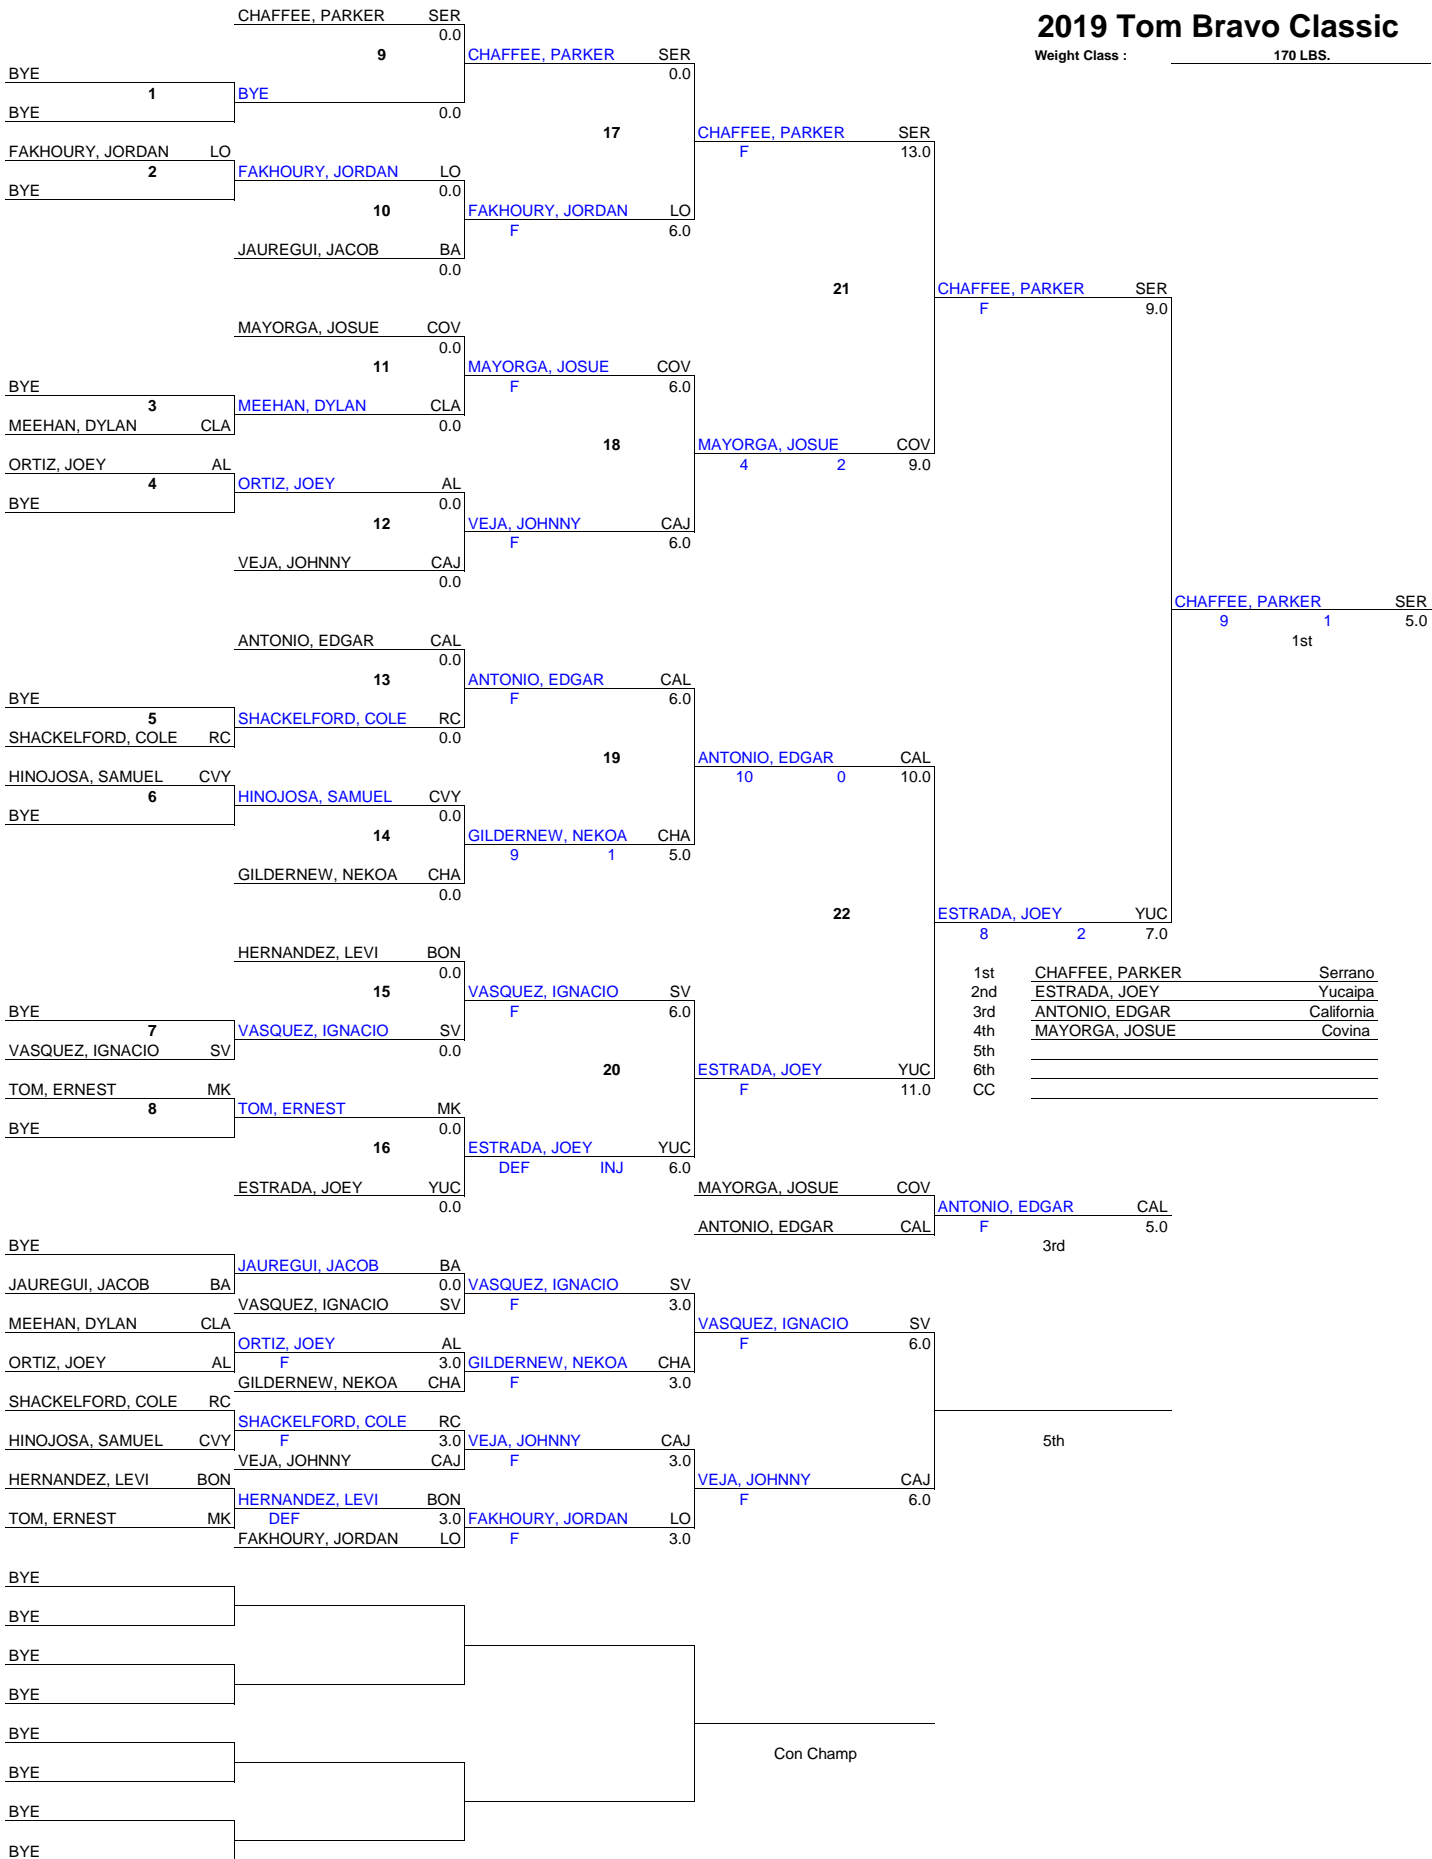 CHAFFEE, PARKER SER
2019 Tom Bravo Classic
0.0
9 CHAFFEE, PARKER SER Weight Class : 170 LBS.
BYE 0.0
1 BYE
BYE 0.0
17 CHAFFEE, PARKER SER
FAKHOURY, JORDAN LO F 13.0
2 FAKHOURY, JORDAN LO
BYE 0.0
10 FAKHOURY, JORDAN LO
F 6.0
JAUREGUI, JACOB BA
0.0
21 CHAFFEE, PARKER SER
F 9.0
MAYORGA, JOSUE COV
0.0
11 MAYORGA, JOSUE COV
BYE F 6.0
3 MEEHAN, DYLAN CLA
MEEHAN, DYLAN CLA 0.0
18 MAYORGA, JOSUE COV
ORTIZ, JOEY AL 4 2 9.0
4 ORTIZ, JOEY AL
BYE 0.0
12 VEJA, JOHNNY CAJ
F 6.0
VEJA, JOHNNY CAJ
0.0
CHAFFEE, PARKER SER
9 1 5.0
ANTONIO, EDGAR CAL 1st
0.0
13 ANTONIO, EDGAR CAL
BYE F 6.0
5 SHACKELFORD, COLE RC
SHACKELFORD, COLE RC 0.0
19 ANTONIO, EDGAR CAL
HINOJOSA, SAMUEL CVY 10 0 10.0
6 HINOJOSA, SAMUEL CVY
BYE 0.0
14 GILDERNEW, NEKOA CHA
9 1 5.0
GILDERNEW, NEKOA CHA
0.0
22 ESTRADA, JOEY YUC
8 2 7.0
HERNANDEZ, LEVI BON
0.0 1st CHAFFEE, PARKER Serrano
15 VASQUEZ, IGNACIO SV 2nd ESTRADA, JOEY Yucaipa
BYE F 6.0 3rd ANTONIO, EDGAR California
7 VASQUEZ, IGNACIO SV 4th MAYORGA, JOSUE Covina
VASQUEZ, IGNACIO SV 0.0 5th
20 ESTRADA, JOEY YUC 6th
TOM, ERNEST MK F 11.0 CC
8 TOM, ERNEST MK
BYE 0.0
16 ESTRADA, JOEY YUC
DEF INJ 6.0
ESTRADA, JOEY YUC MAYORGA, JOSUE COV
0.0 ANTONIO, EDGAR CAL
ANTONIO, EDGAR CAL F 5.0
BYE 3rd
JAUREGUI, JACOB BA
JAUREGUI, JACOB BA 0.0 VASQUEZ, IGNACIO SV
VASQUEZ, IGNACIO SV F 3.0
MEEHAN, DYLAN CLA VASQUEZ, IGNACIO SV
ORTIZ, JOEY AL F 6.0
ORTIZ, JOEY AL F 3.0 GILDERNEW, NEKOA CHA
GILDERNEW, NEKOA CHA F 3.0
SHACKELFORD, COLE RC
SHACKELFORD, COLE RC
HINOJOSA, SAMUEL CVY F 3.0 VEJA, JOHNNY CAJ 5th
VEJA, JOHNNY CAJ F 3.0
HERNANDEZ, LEVI BON VEJA, JOHNNY CAJ
HERNANDEZ, LEVI BON F 6.0
TOM, ERNEST MK DEF 3.0 FAKHOURY, JORDAN LO
FAKHOURY, JORDAN LO F 3.0
BYE
BYE
BYE
BYE
BYE
Con Champ
BYE
BYE
BYE